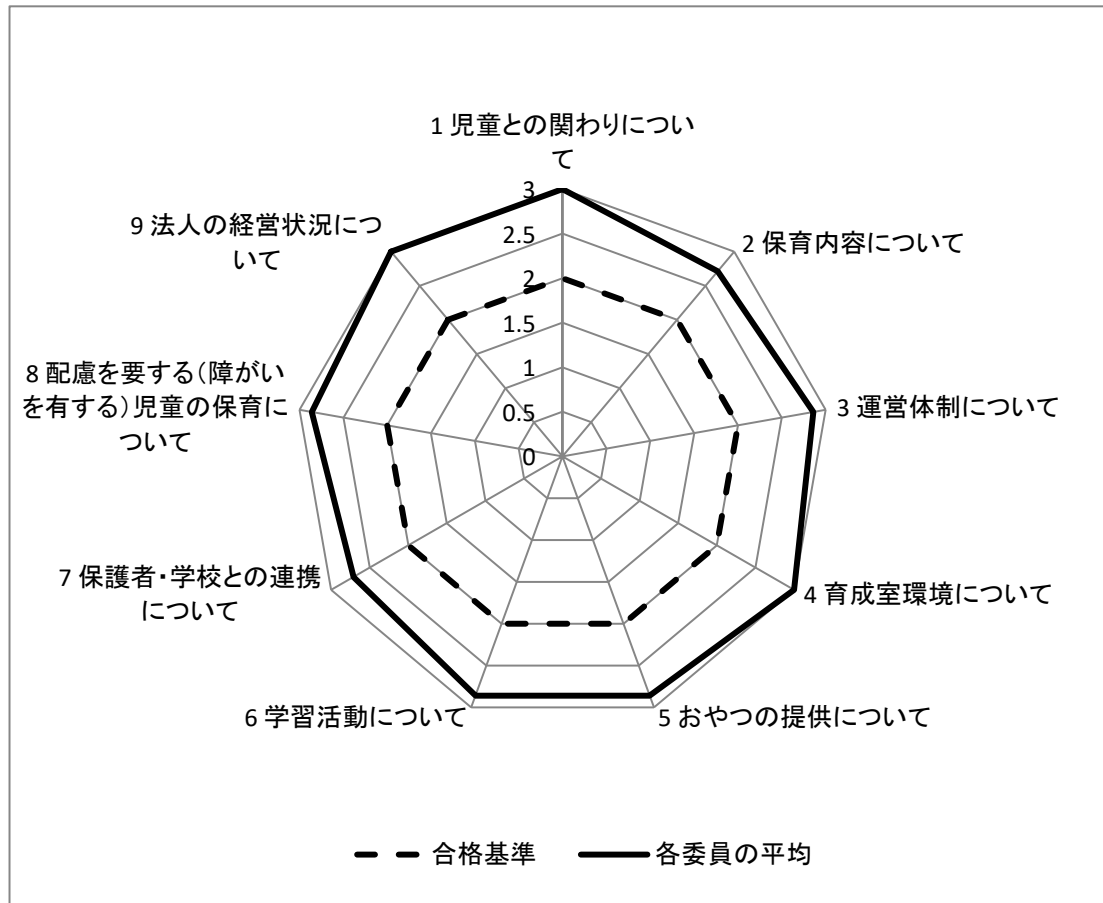 1 児童との関わりについ
て
2 保育内容について
3 運営体制について
4 育成室環境について
5 おやつの提供について
6 学習活動について
7 保護者・学校との連携
について
8 配慮を要する（障がい
を有する）児童の保育に
ついて
9 法人の経営状況につ
いて
3
2.5
2
1.5
1
0.5
0
合格基準
各委員の平均